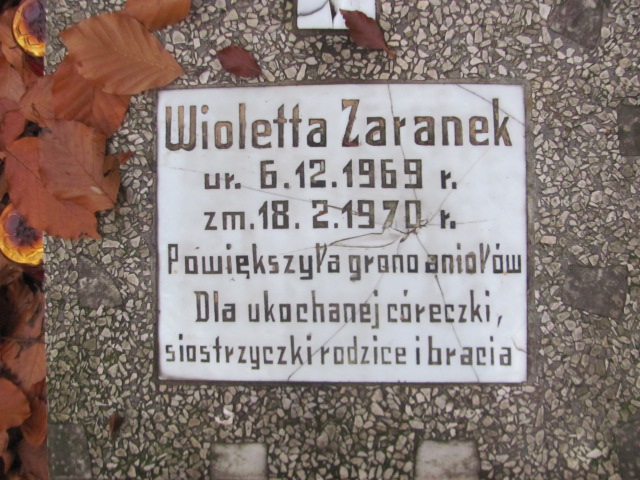 Wioletta Zaranek
ur. 6.12.1969 r.
zm.18.2.1970 r.
Powiększyła grono aniołów
Dla ukochanej córeczki,
siostrzyczki rodzice i bracia